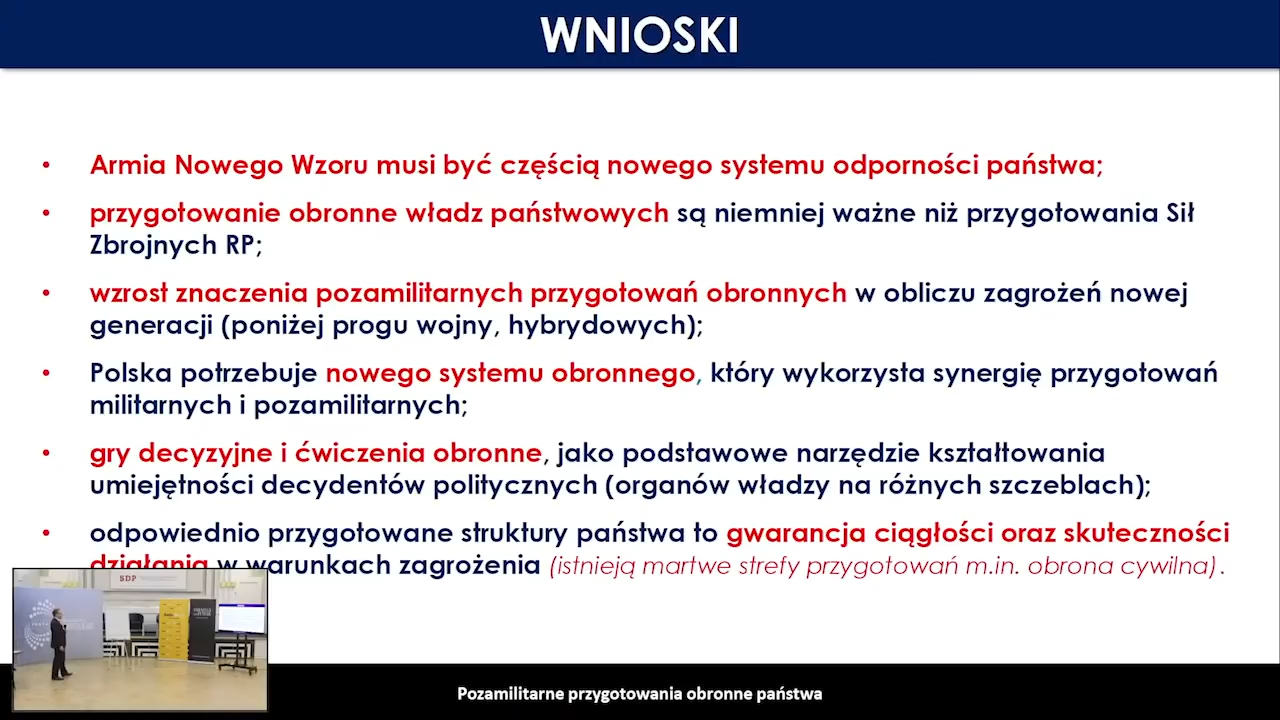 WNIOSKI
• Armia Nowego Wzoru musi być częścią nowego systemu odporności państwa;
• przygotowanie obronne władz państwowych są niemniej ważne niż przygotowania Sił
Zbrojnych RP;
• wzrost znaczenia pozamilitarnych przygotowań obronnych w obliczu zagrożeń nowej
generacji (poniżej progu wojny, hybrydowych);
• Polska potrzebuje nowego systemu obronnego, który wykorzysta synergię przygotowań
militarnych i pozamilitarnych;
• gry decyzyjne i ćwiczenia obronne, jako podstawowe narzędzie kształtowania
umiejętności decydentów politycznych (organów władzy na różnych szczeblach);
• odpowiednio przygotowane struktury państwa to gwarancja ciągłości oraz skuteczności
działania w warunkach zagrożenia (istnieją martwe strefy przygotowań m.in. obrona cywilna).
SDP
Pozamilitarne przygotowania obronne państwa